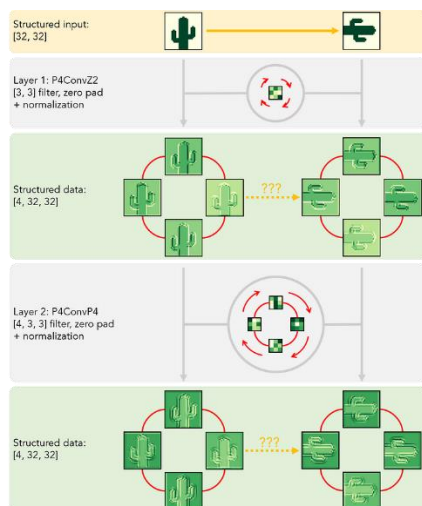 Structured input:
[32, 32]
Layer 1: P4ConvZ2
[3, 3] filter, zero pad
+ normalization
Structured data:
[4, 32, 32]
???
Layer 2: P4ConvP4
[4, 3, 3] filter, zero pad
+ normalization
Structured data:
[4, 32, 32]
???